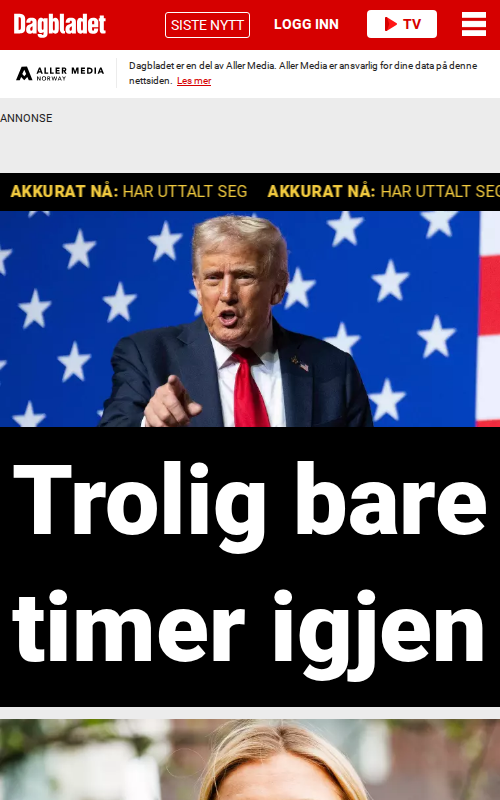 Dagbladet
SISTE NYTT
LOGG INN
TV
ALLER MEDIA
NORWAY
Dagbladet er en del av Aller Media. Aller Media er ansvarlig for dine data på denne
nettsiden. Les mer
ANNONSE
AKKURAT NÅ: HAR UTTALT SEG AKKURAT NÅ: HAR UTTALT SEG
Trolig bare
timer igjen